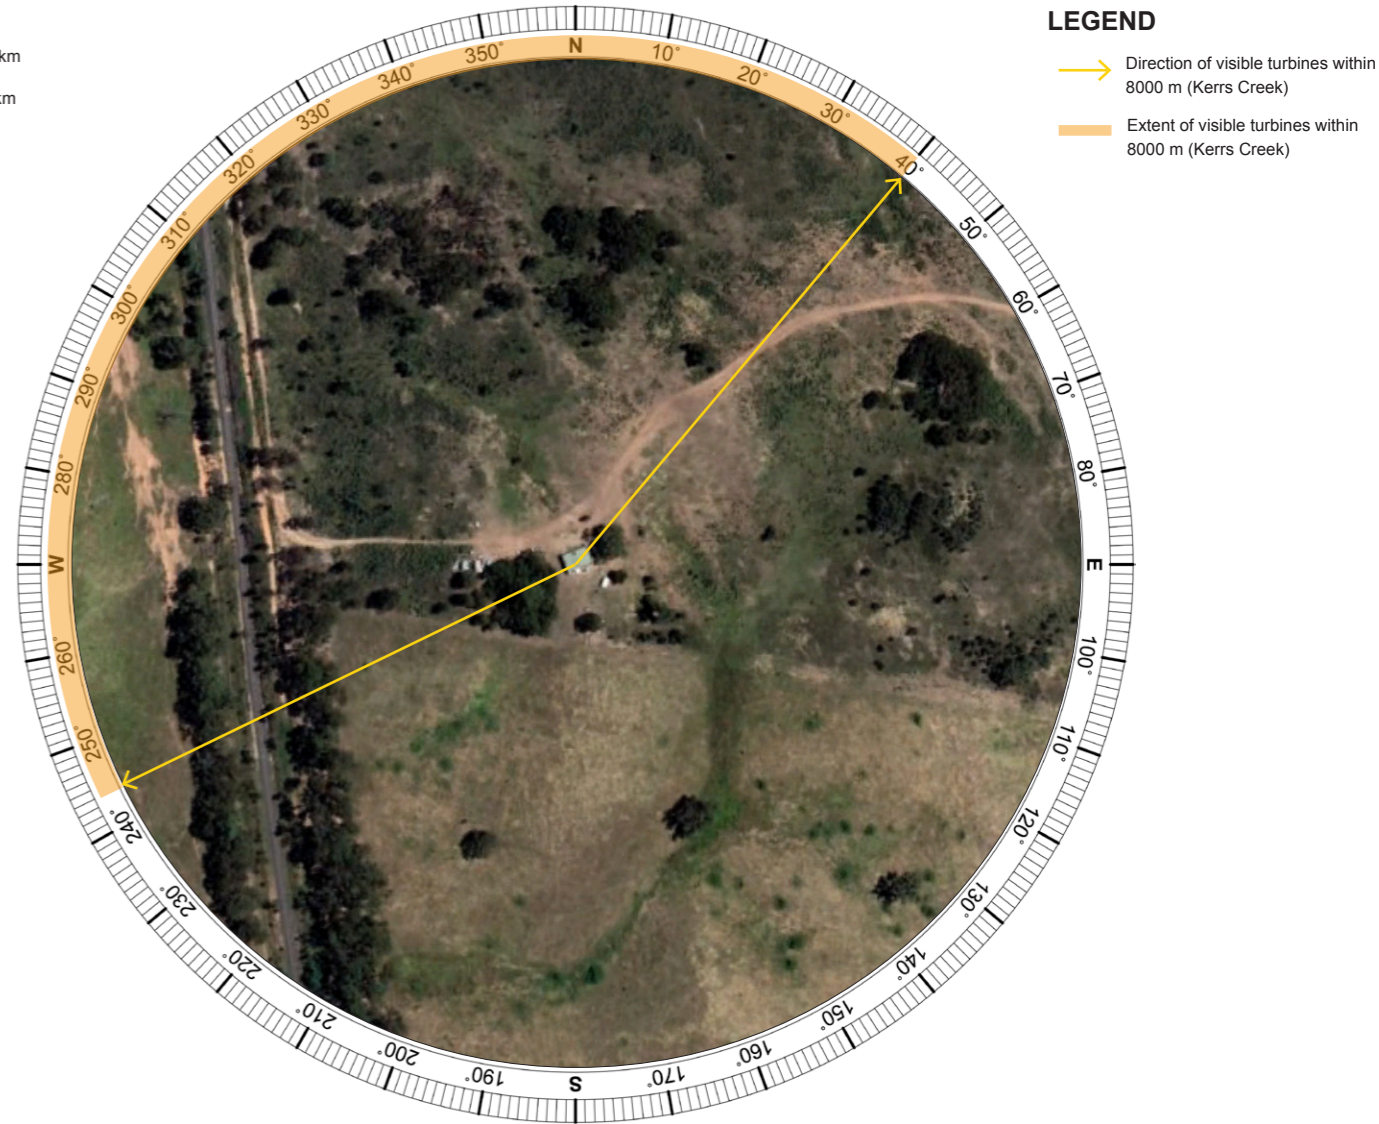 km
km
LEGEND
Direction of visible turbines within
8000 m (Kerrs Creek)
Extent of visible turbines within
8000 m (Kerrs Creek)
N
10°
20°
30°
40°
50°
60°
70°
80°
E
100°
110°
120°
130°
140°
150°
160°
170°
S
190°
200°
210°
220°
230°
240°
250°
260°
W
280°
290°
300°
310°
320°
330°
340°
350°